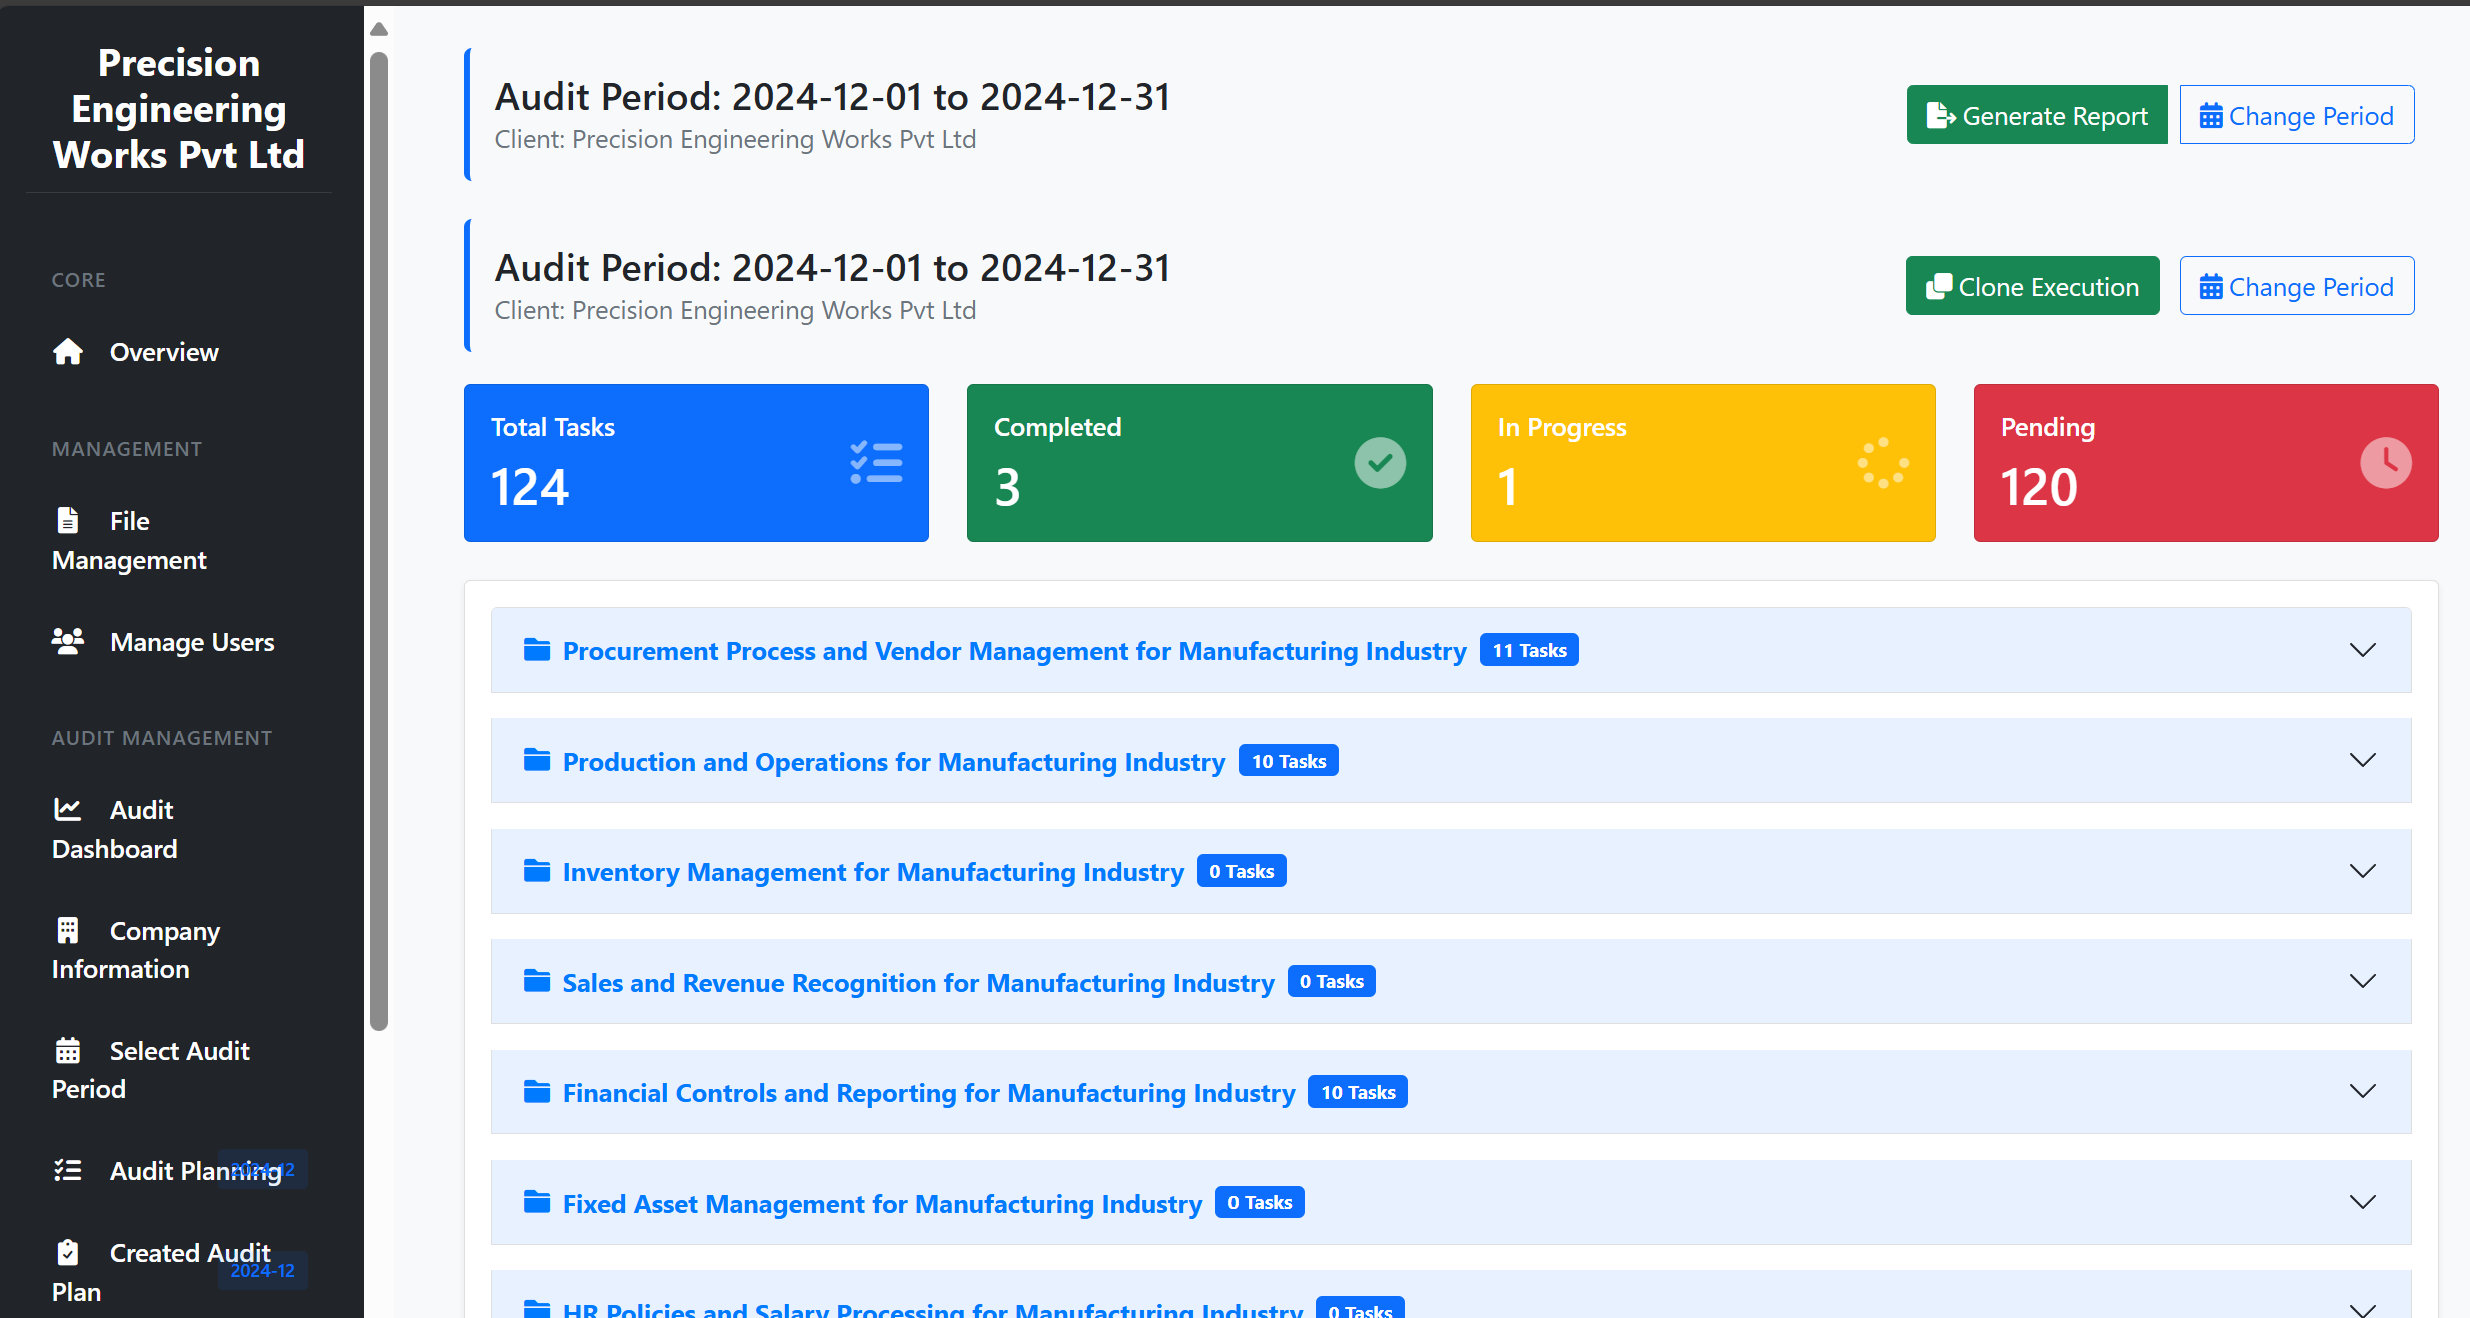 Precision
Engineering
Works Pvt Ltd
CORE
Overview
MANAGEMENT
File
Management
Manage Users
AUDIT MANAGEMENT
Audit
Dashboard
Company
Information
Select Audit
Period
Audit Planning 2024-12
Created Audit
Plan
2024-12
Audit Period: 2024-12-01 to 2024-12-31
Client: Precision Engineering Works Pvt Ltd
Generate Report
Change Period
Audit Period: 2024-12-01 to 2024-12-31
Client: Precision Engineering Works Pvt Ltd
Clone Execution
Change Period
Total Tasks
124
Completed
3
In Progress
1
Pending
120
Procurement Process and Vendor Management for Manufacturing Industry 11 Tasks
Production and Operations for Manufacturing Industry 10 Tasks
Inventory Management for Manufacturing Industry 0 Tasks
Sales and Revenue Recognition for Manufacturing Industry 0 Tasks
Financial Controls and Reporting for Manufacturing Industry 10 Tasks
Fixed Asset Management for Manufacturing Industry 0 Tasks
HR Policies and Salary Processing for Manufacturing Industry 0 Tasks